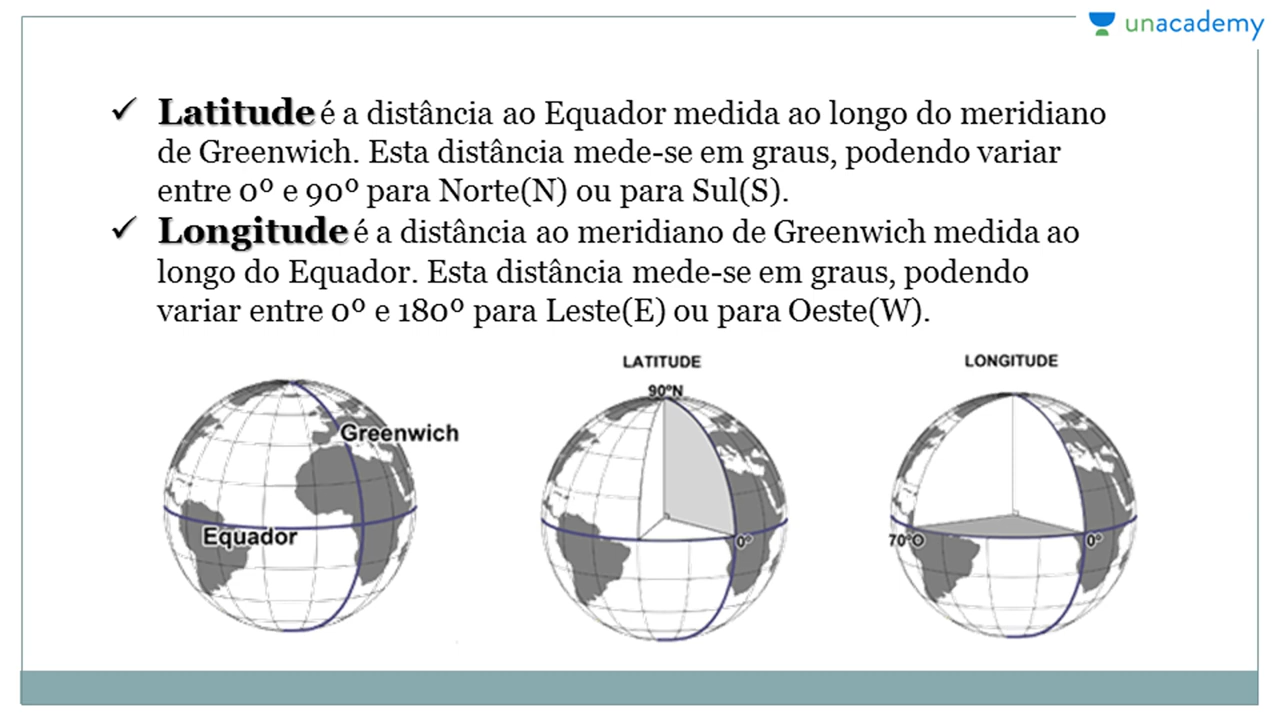 unacademy
✓ Latitude é a distância ao Equador medida ao longo do meridiano
de Greenwich. Esta distância mede-se em graus, podendo variar
entre 0º e 90º para Norte(N) ou para Sul(S).
✓ Longitude é a distância ao meridiano de Greenwich medida ao
longo do Equador. Esta distância mede-se em graus, podendo
variar entre 0º e 180º para Leste(E) ou para Oeste(W).
Greenwich
Equador
LATITUDE
90ºN
0º
LONGITUDE
70ºO
0º